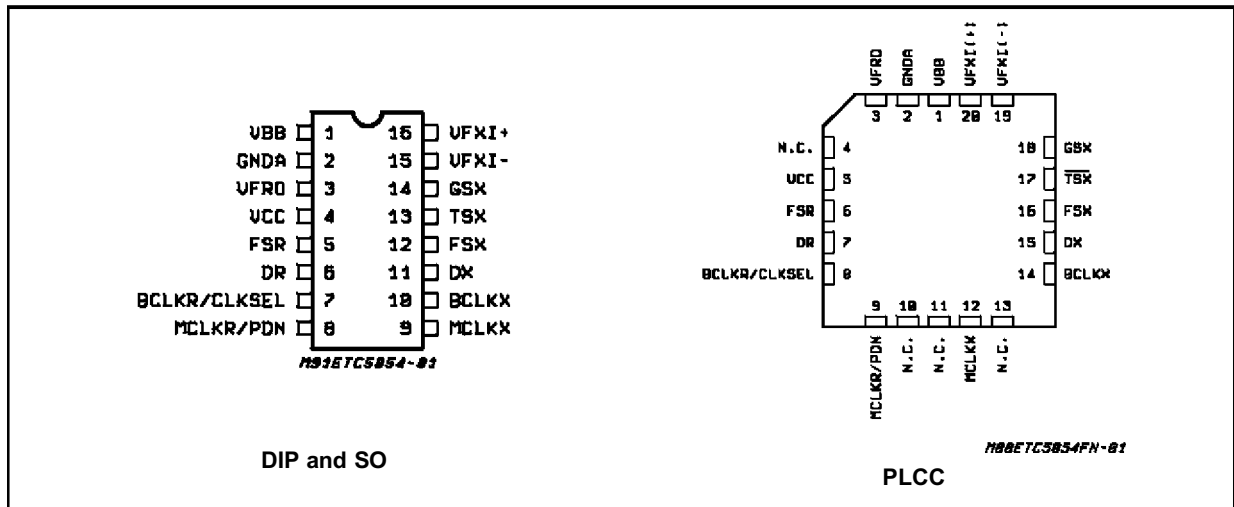 VBB 1 16 VFXI+
GNDA 2 15 VFXI-
VFRO 3 14 GSX
VCC 4 13 TSX
FSR 5 12 FSX
DR 6 11 DX
BCLKR/CLKSEL 7 10 BCLKX
MCLKR/PDN 8 9 MCLKX
M91ETC5054-01
DIP and SO
VFRO GNDA VBB VFXI(+) VFXI(-)
3 2 1 20 19
N.C. 4 18 GSX
VCC 5 17 TSX
FSR 6 16 FSX
DR 7 15 DX
BCLKR/CLKSEL 8 14 BCLKX
9 10 11 12 13
MCLKR/PDN N.C. N.C. MCLKX N.C.
M88ETC5054FN-01
PLCC